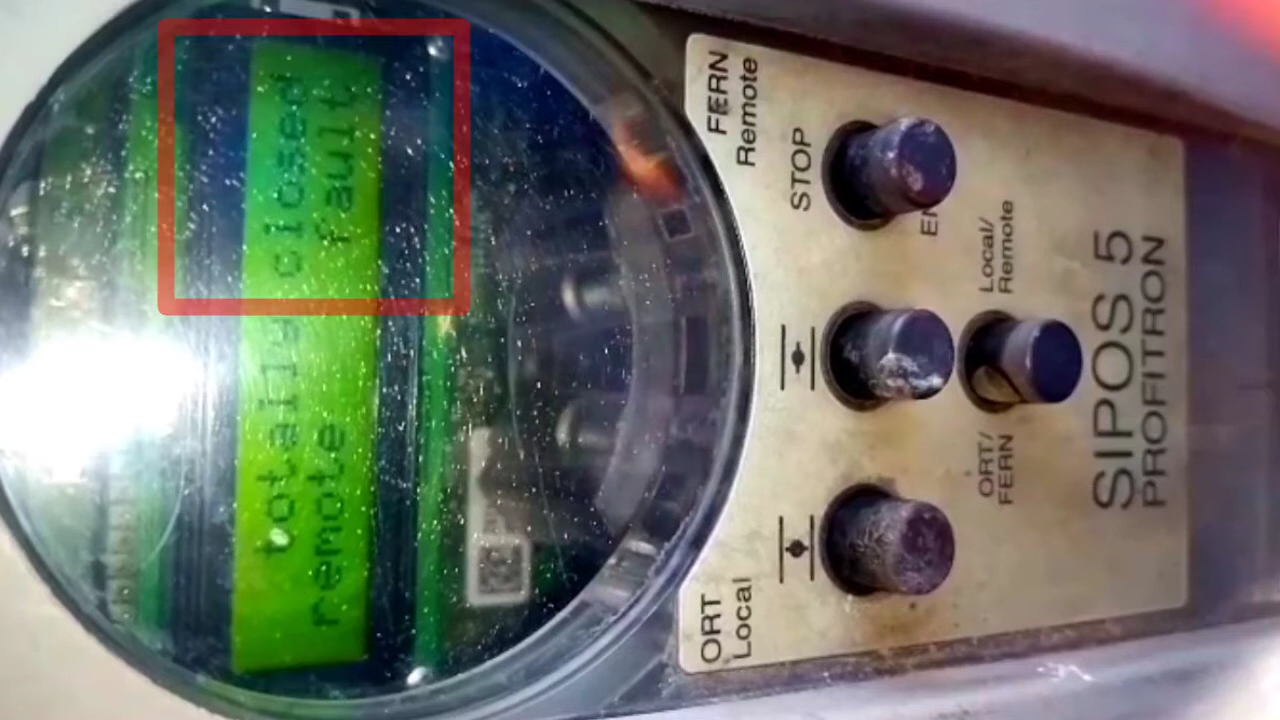 totally closed
remote fault
FERN
Remote
STOP
Local/
Remote
ORT/
FERN
ORT
Local
SIPOS 5
PROFITRON